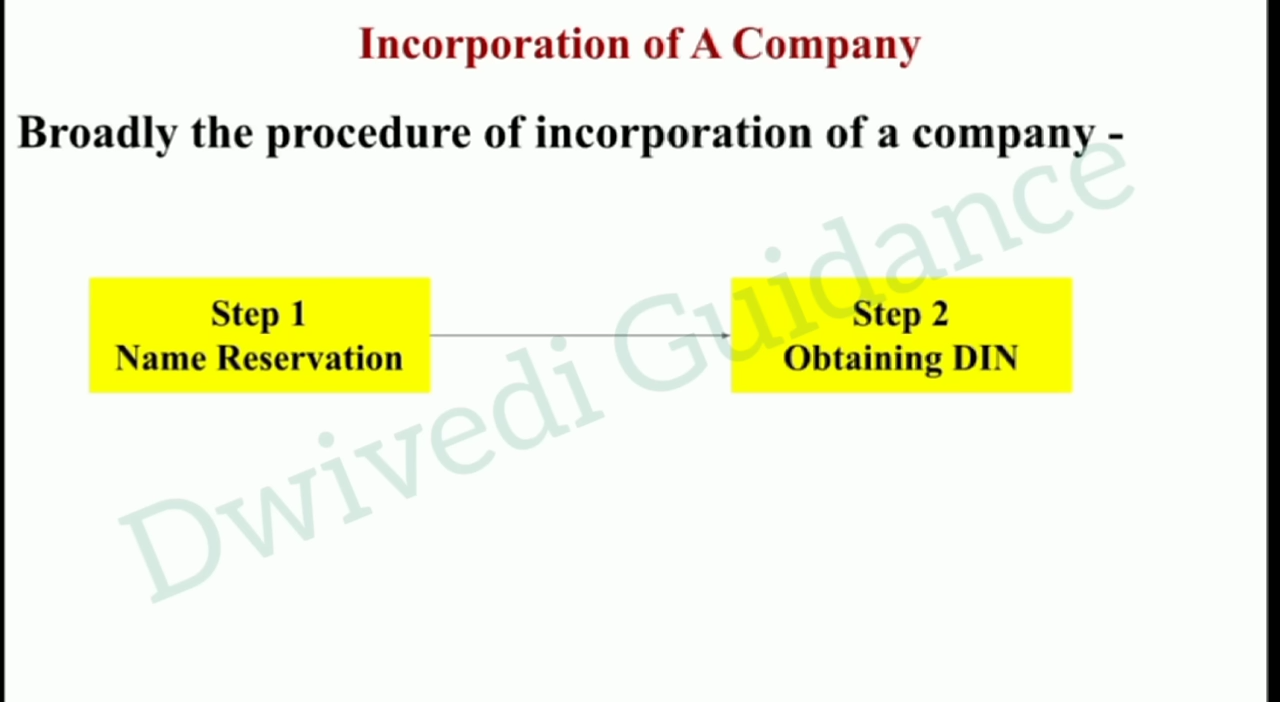 Incorporation of A Company
Broadly the procedure of incorporation of a company -
Step 1
Name Reservation
Step 2
Obtaining DIN
Dwivedi Guidance